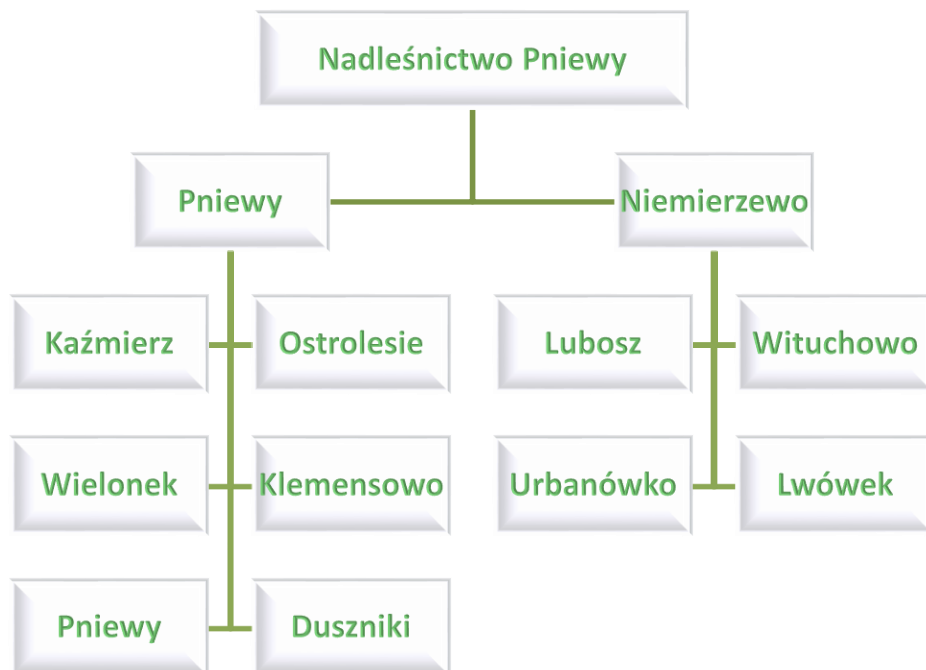 Nadleśnictwo Pniewy
Pniewy
Niemierzewo
Kaźmierz
Ostrolesie
Lubosz
Wituchowo
Wielonek
Klemensowo
Urbanówko
Lwówek
Pniewy
Duszniki